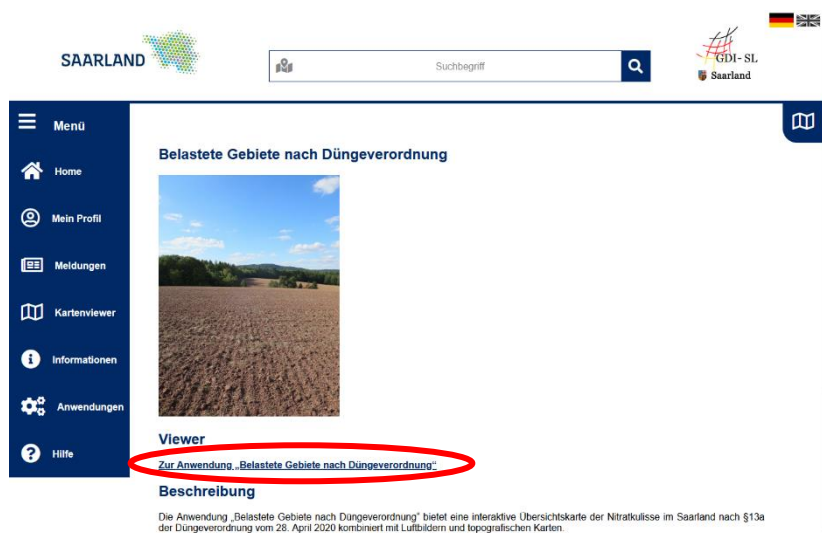 SAARLAND
Suchbegriff
GDI-SL
Saarland
Menü
Home
Mein Profil
Meldungen
Kartenviewer
Informationen
Anwendungen
Hilfe
Belastete Gebiete nach Düngeverordnung
Viewer
Zur Anwendung „Belastete Gebiete nach Düngeverordnung“
Beschreibung
Die Anwendung „Belastete Gebiete nach Düngeverordnung“ bietet eine interaktive Übersichtskarte der Nitratkulisse im Saarland nach §13a
der Düngeverordnung vom 28. April 2020 kombiniert mit Luftbildern und topografischen Karten.